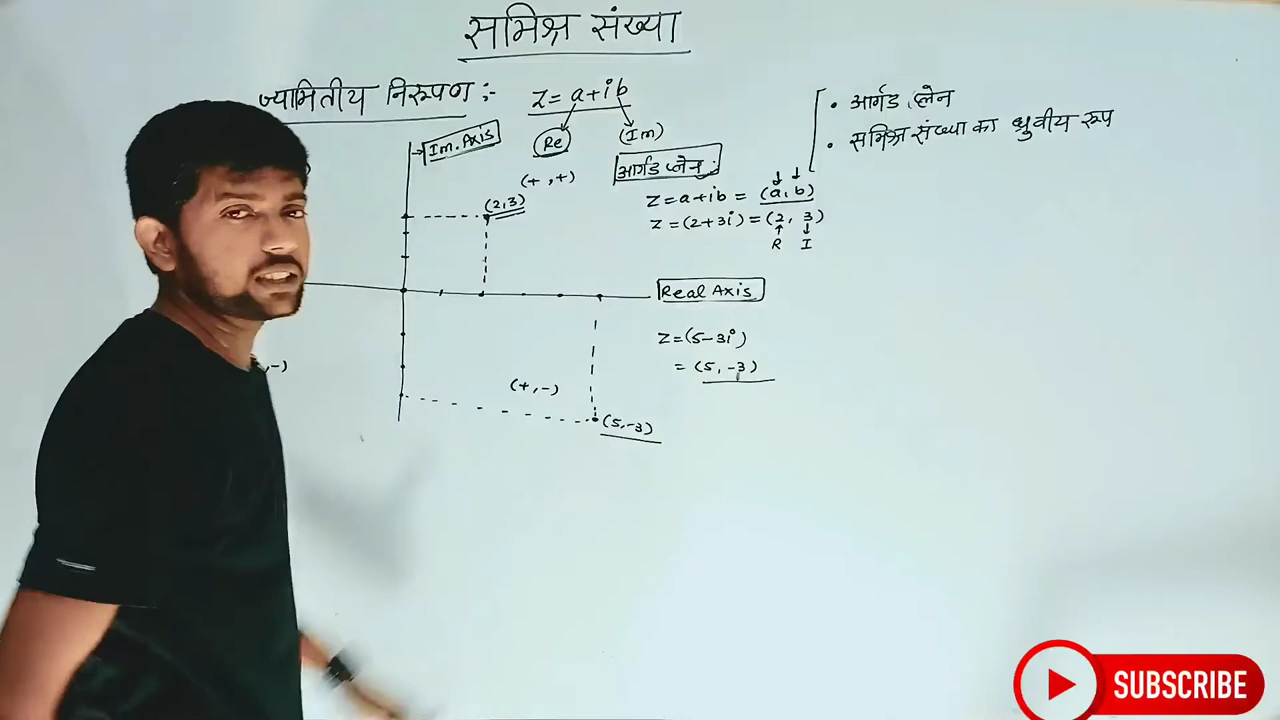 समिश्र संख्या
ज्यामितीय निरूपण :-
z = a+ib
(Re)
(Im)
(+,+)
• आर्गंड प्लेन
• समिश्र संख्या का ध्रुवीय रूप
Im. Axis
आर्गंड प्लेन :-
z=a+ib = (a, b)
z=(2+3i) = (2, 3)
R I
(2,3)
Real Axis
z=(5-3i)
= (5, -3)
,-)
(+,-)
(5,-3)
SUBSCRIBE